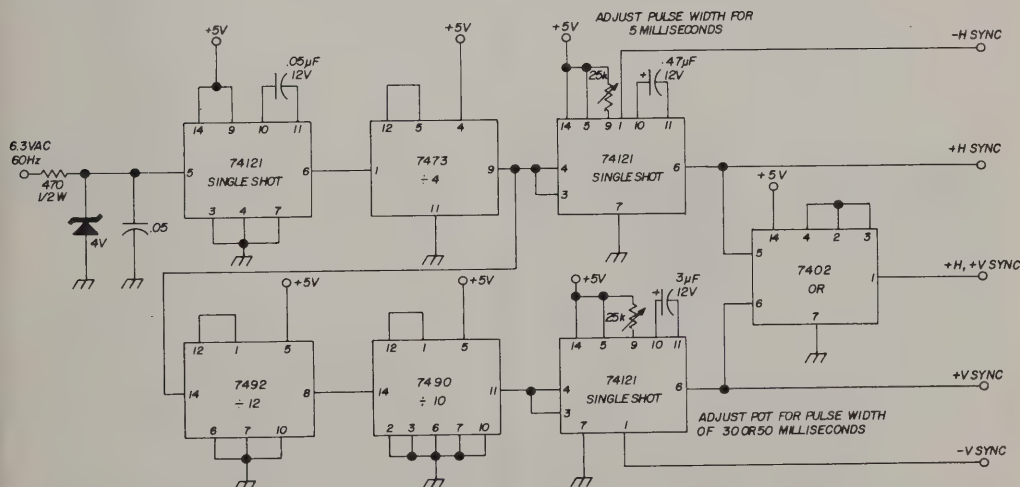 ADJUST PULSE WIDTH FOR
5 MILLISECONDS
-H SYNC
+5V
+5V
+5V
.05µF
12V
25k
+
.47µF
12V
14
9
10
11
12
5
4
14
5
9
1
10
11
6.3VAC
60Hz
470
1/2 W
4V
.05
5
74121
SINGLE SHOT
6
3
4
7
1
7473
÷ 4
9
11
4
3
74121
SINGLE SHOT
6
7
+H SYNC
+5V
14
4
2
3
5
6
7402
OR
1
7
+H, +V SYNC
+5V
+5V
+5V
25k
+
3µF
12V
12
1
5
14
7492
÷ 12
8
6
7
10
12
1
5
14
7490
÷ 10
11
2
3
6
7
10
14
5
9
10
11
4
3
74121
SINGLE SHOT
6
7
1
+V SYNC
ADJUST POT FOR PULSE WIDTH
OF 30 OR 50 MILLISECONDS
-V SYNC